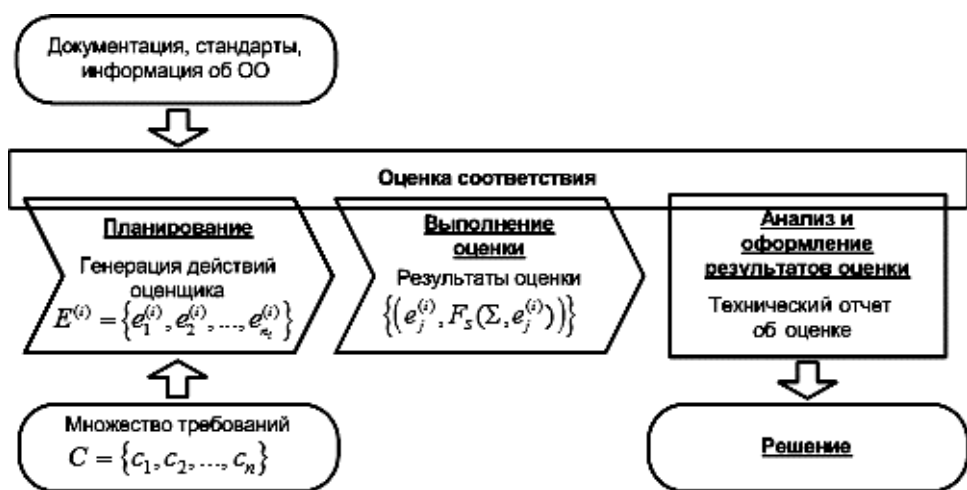 Документация, стандарты,
информация об ОО
Оценка соответствия
Планирование
Генерация действий
оценщика
E^{(i)} = {e_1^{(i)}, e_2^{(i)}, ..., e_{n_i}^{(i)}}
Выполнение
оценки
Результаты оценки
{(e_j^{(i)}, F_S(Σ, e_j^{(i)}))}
Анализ и
оформление
результатов оценки
Технический отчет
об оценке
Множество требований
C = {c_1, c_2, ..., c_n}
Решение